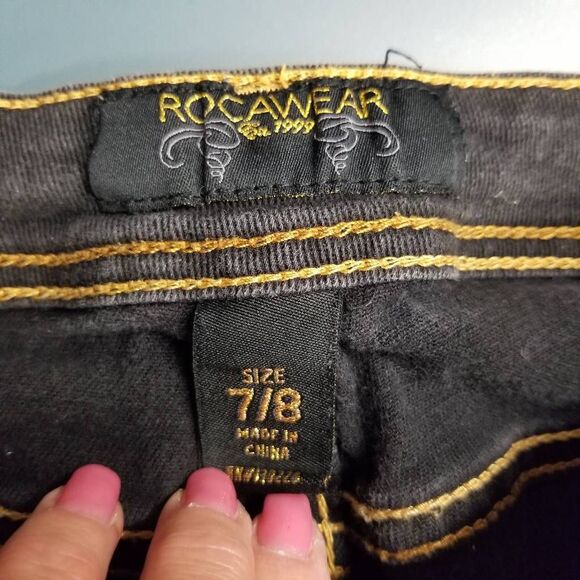 ROCAWEAR
Est. 1999
SIZE
7/8
MADE IN
CHINA